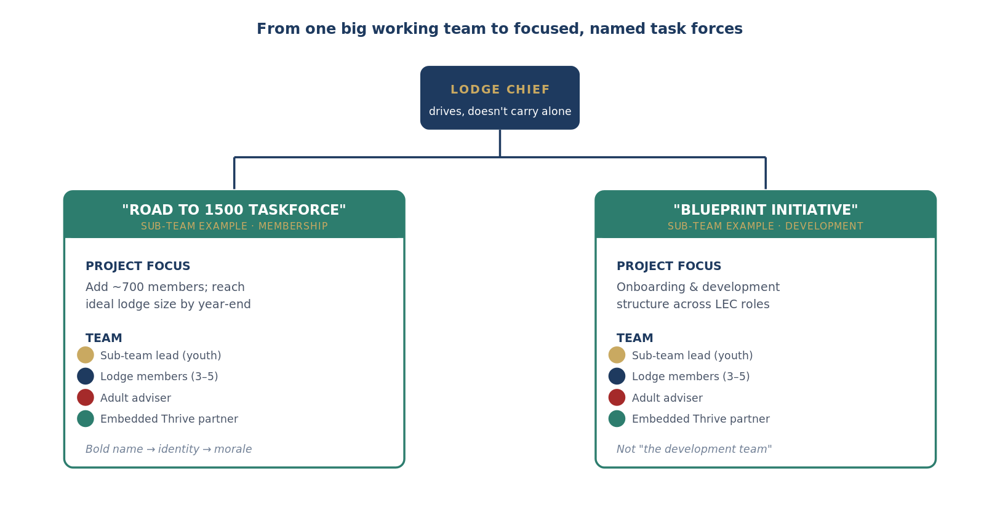 From one big working team to focused, named task forces
LODGE CHIEF
drives, doesn't carry alone
"ROAD TO 1500 TASKFORCE"
SUB-TEAM EXAMPLE · MEMBERSHIP
PROJECT FOCUS
Add ~700 members; reach
ideal lodge size by year-end
TEAM
Sub-team lead (youth)
Lodge members (3–5)
Adult adviser
Embedded Thrive partner
Bold name → identity → morale
"BLUEPRINT INITIATIVE"
SUB-TEAM EXAMPLE · DEVELOPMENT
PROJECT FOCUS
Onboarding & development
structure across LEC roles
TEAM
Sub-team lead (youth)
Lodge members (3–5)
Adult adviser
Embedded Thrive partner
Not "the development team"